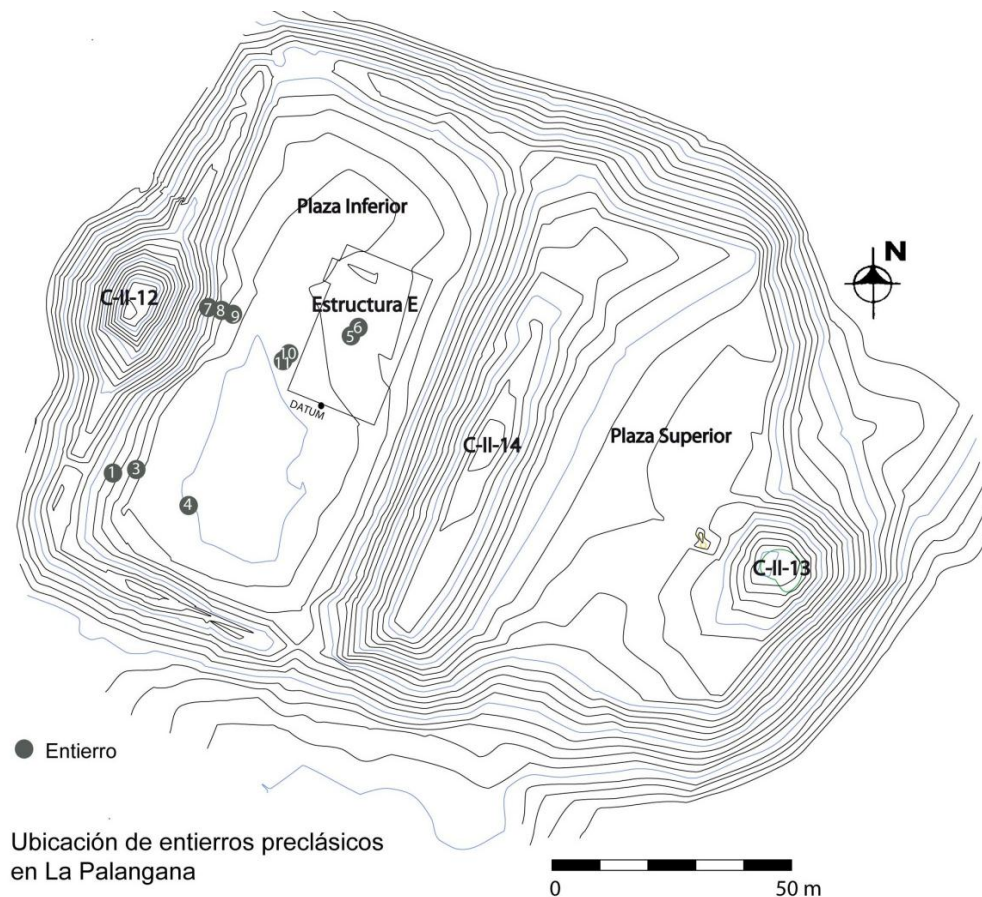 N
Plaza Inferior
C-II-12
Estructura E
7 8 9
6
5
10
11
DATUM
Plaza Superior
C-II-14
1 3
4
C-II-13
Entierro
Ubicación de entierros preclásicos
en La Palangana
0 50 m